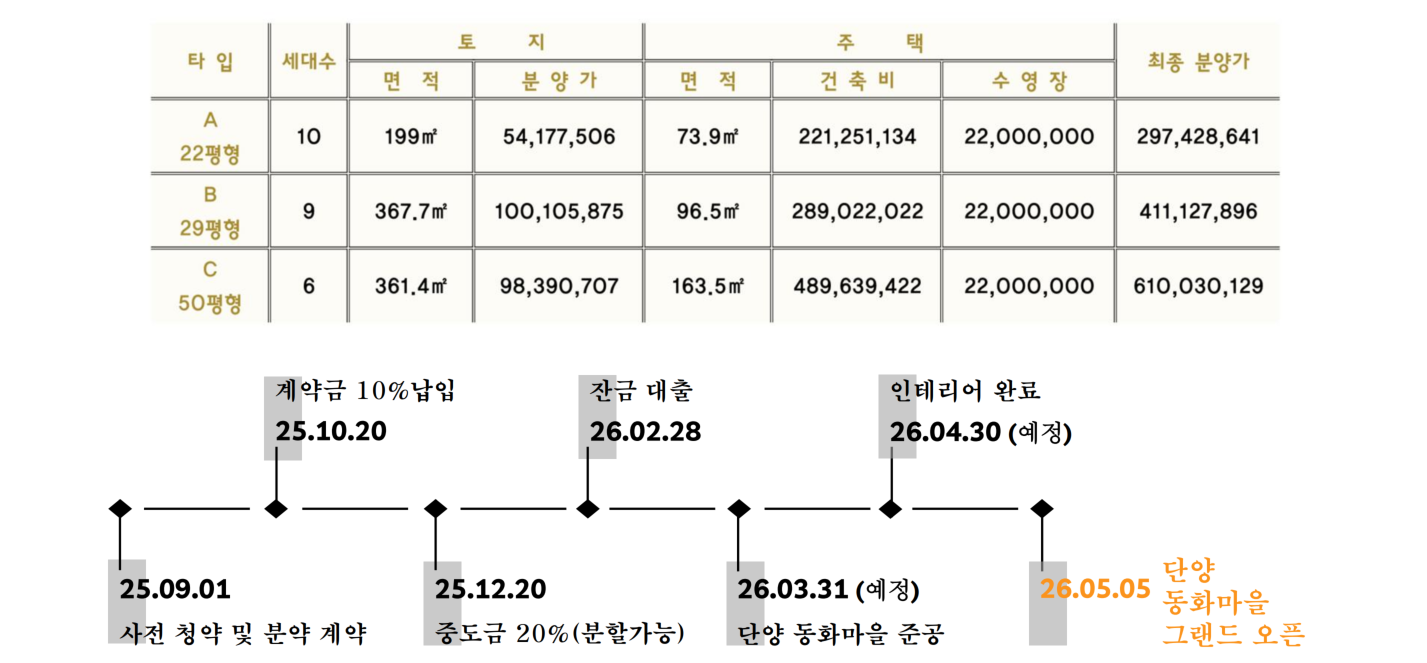 타 입 세대수 토 지 주 택 최종 분양가
면 적 분 양 가 면 적 건 축 비 수 영 장
A
22평형 10 199㎡ 54,177,506 73.9㎡ 221,251,134 22,000,000 297,428,641
B
29평형 9 367.7㎡ 100,105,875 96.5㎡ 289,022,022 22,000,000 411,127,896
C
50평형 6 361.4㎡ 98,390,707 163.5㎡ 489,639,422 22,000,000 610,030,129
계약금 10%납입
25.10.20
잔금 대출
26.02.28
인테리어 완료
26.04.30 (예정)
25.09.01
사전 청약 및 분약 계약
25.12.20
중도금 20%(분할가능)
26.03.31 (예정)
단양 동화마을 준공
26.05.05
단양
동화마을
그랜드 오픈